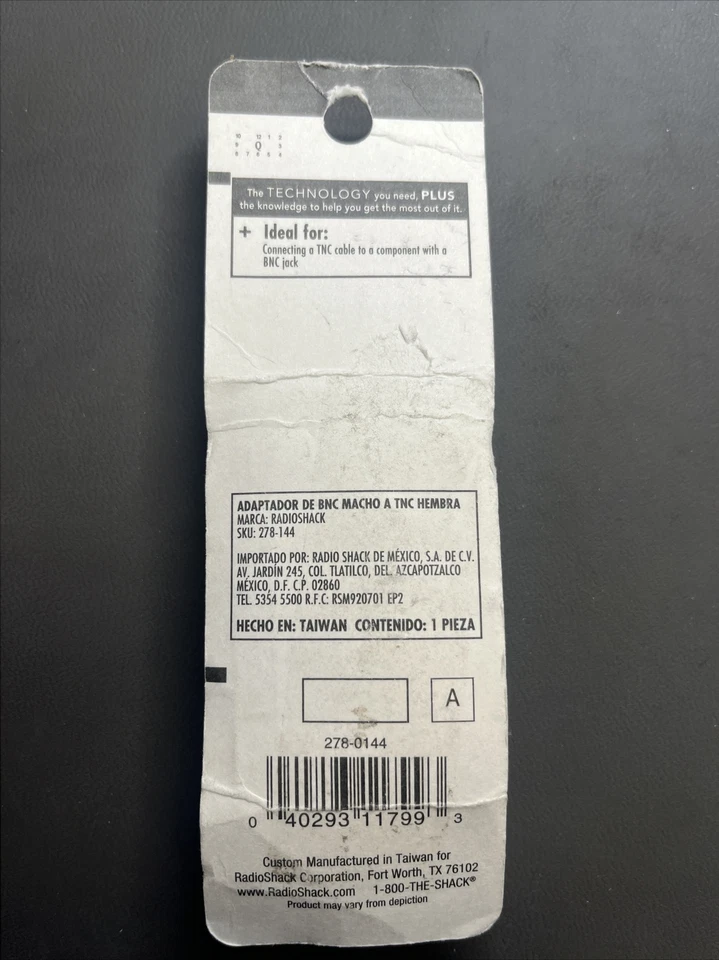 The TECHNOLOGY you need, PLUS
the knowledge to help you get the most out of it.
+ Ideal for:
Connecting a TNC cable to a component with a
BNC jack
ADAPTADOR DE BNC MACHO A TNC HEMBRA
MARCA: RADIOSHACK
SKU: 278-144
IMPORTADO POR: RADIO SHACK DE MÉXICO, S.A. DE C.V.
AV. JARDÍN 245, COL. TLATILCO, DEL. AZCAPOTZALCO
MÉXICO, D.F. C.P. 02860
TEL. 5354 5500 R.F.C: RSM920701 EP2
HECHO EN: TAIWAN CONTENIDO: 1 PIEZA
A
278-0144
0 40293 11799 3
Custom Manufactured in Taiwan for
RadioShack Corporation, Fort Worth, TX 76102
www.RadioShack.com 1-800-THE-SHACK®
Product may vary from depiction